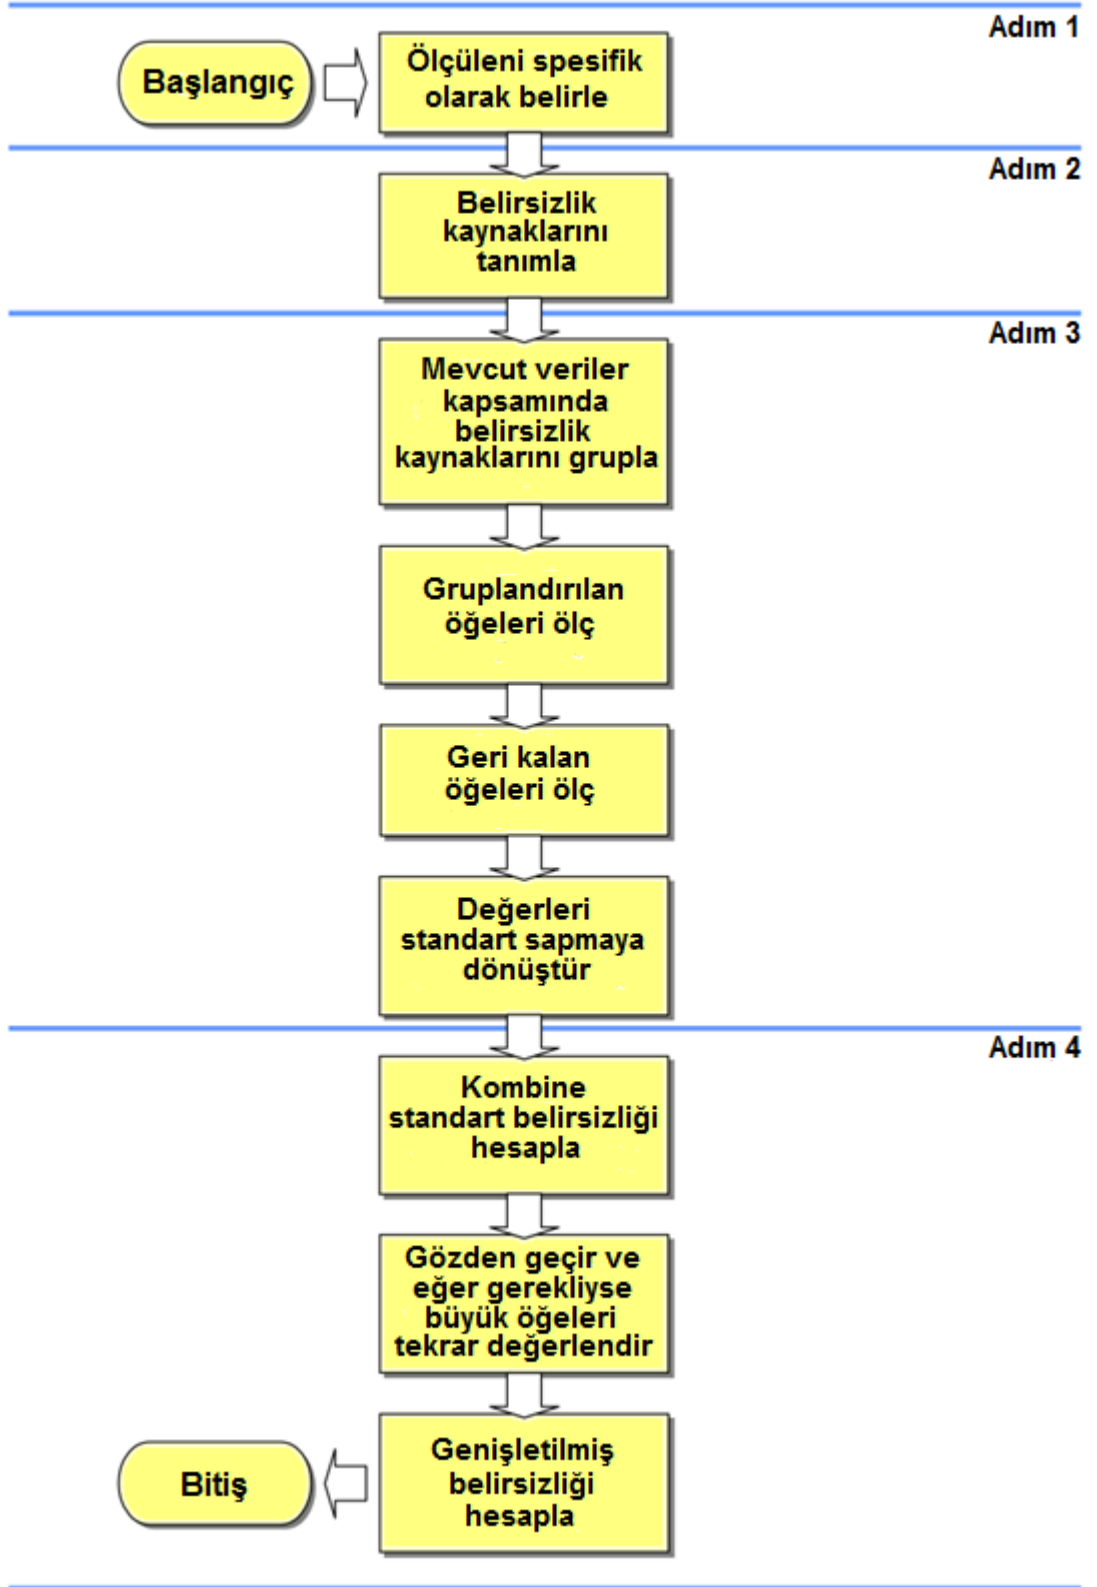 Adım 1
Başlangıç
Ölçüleni spesifik
olarak belirle
Adım 2
Belirsizlik
kaynaklarını
tanımla
Adım 3
Mevcut veriler
kapsamında
belirsizlik
kaynaklarını grupla
Gruplandırılan
öğeleri ölç
Geri kalan
öğeleri ölç
Değerleri
standart sapmaya
dönüştür
Adım 4
Kombine
standart belirsizliği
hesapla
Gözden geçir ve
eğer gerekliyse
büyük öğeleri
tekrar değerlendir
Genişletilmiş
belirsizliği
hesapla
Bitiş